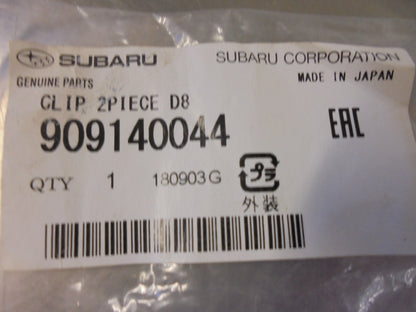 SUBARU SUBARU CORPORATION
GENUINE PARTS MADE IN JAPAN
CLIP 2PIECE D8
909140044 EAC
QTY 1 180903G プラ
外装